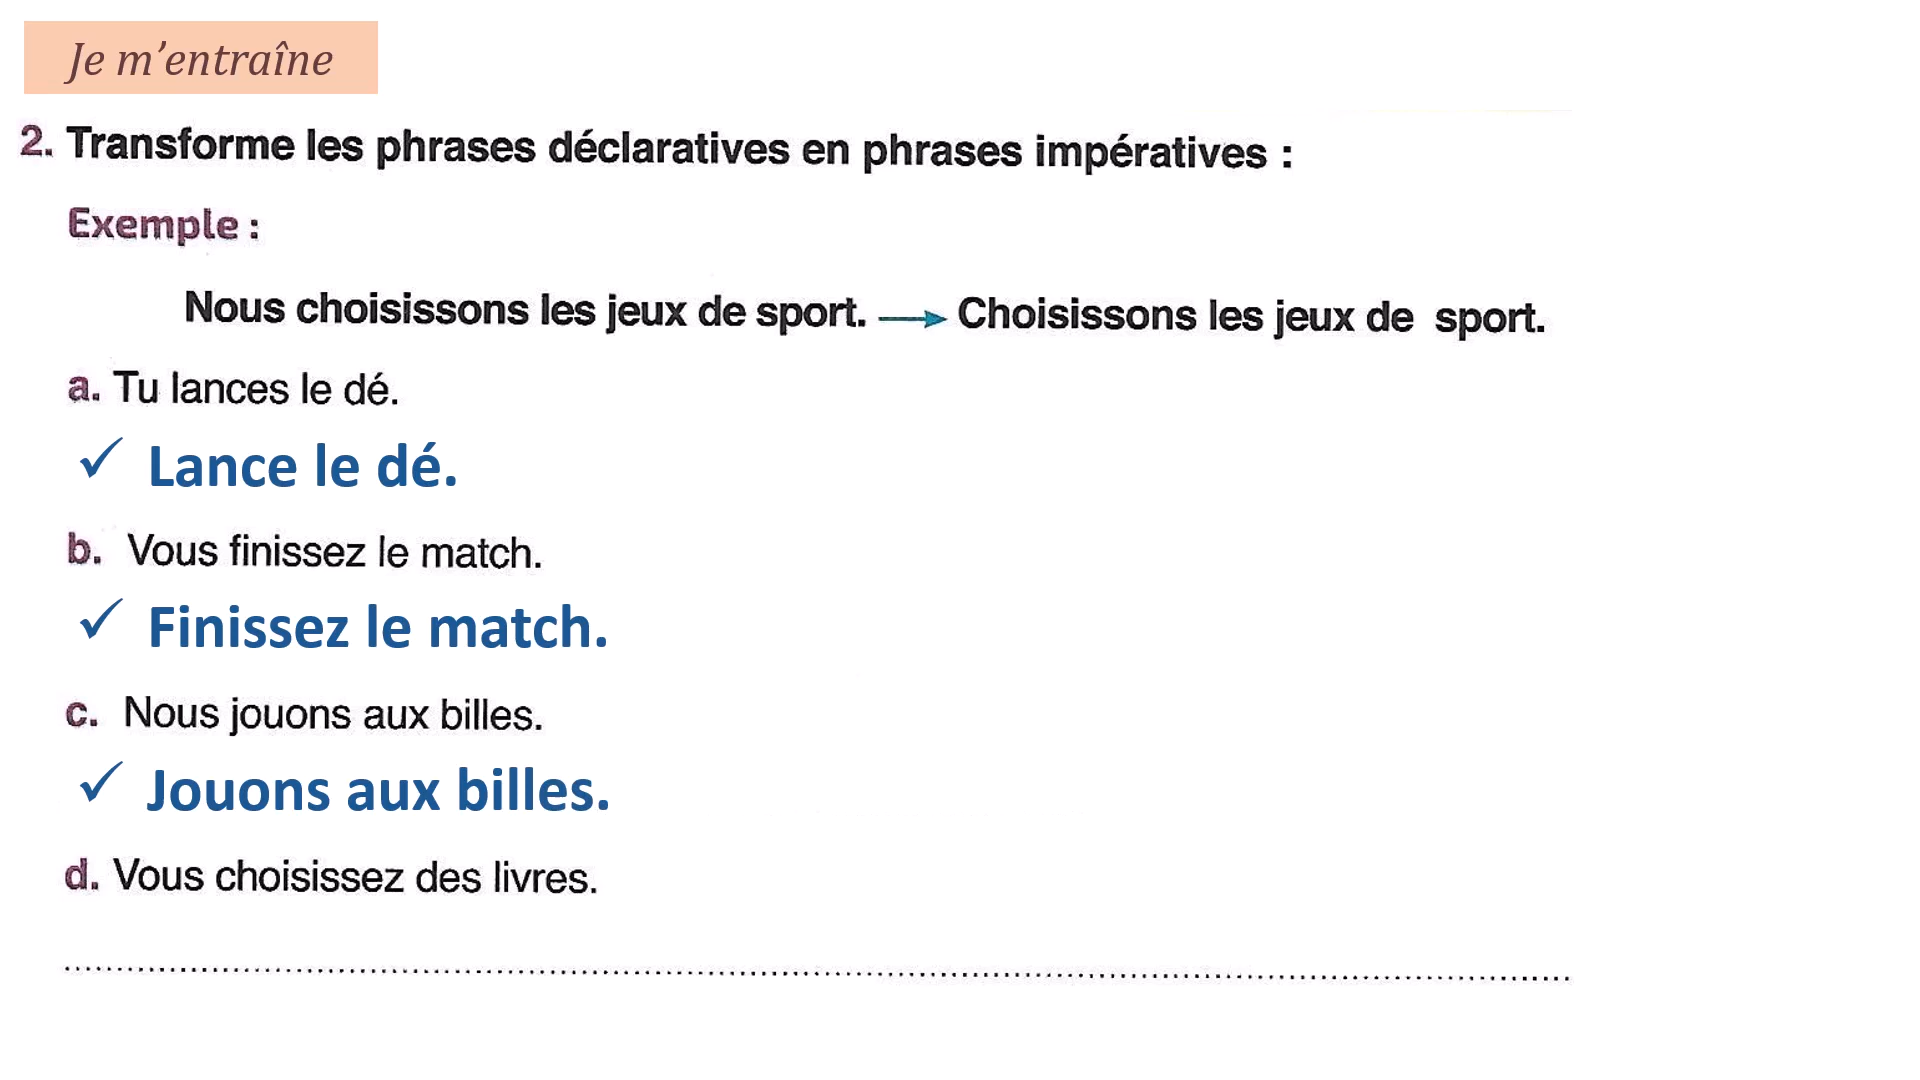 Je m’entraîne
2. Transforme les phrases déclaratives en phrases impératives :
Exemple :
Nous choisissons les jeux de sport. → Choisissons les jeux de sport.
a. Tu lances le dé.
✓ Lance le dé.
b. Vous finissez le match.
✓ Finissez le match.
c. Nous jouons aux billes.
✓ Jouons aux billes.
d. Vous choisissez des livres.